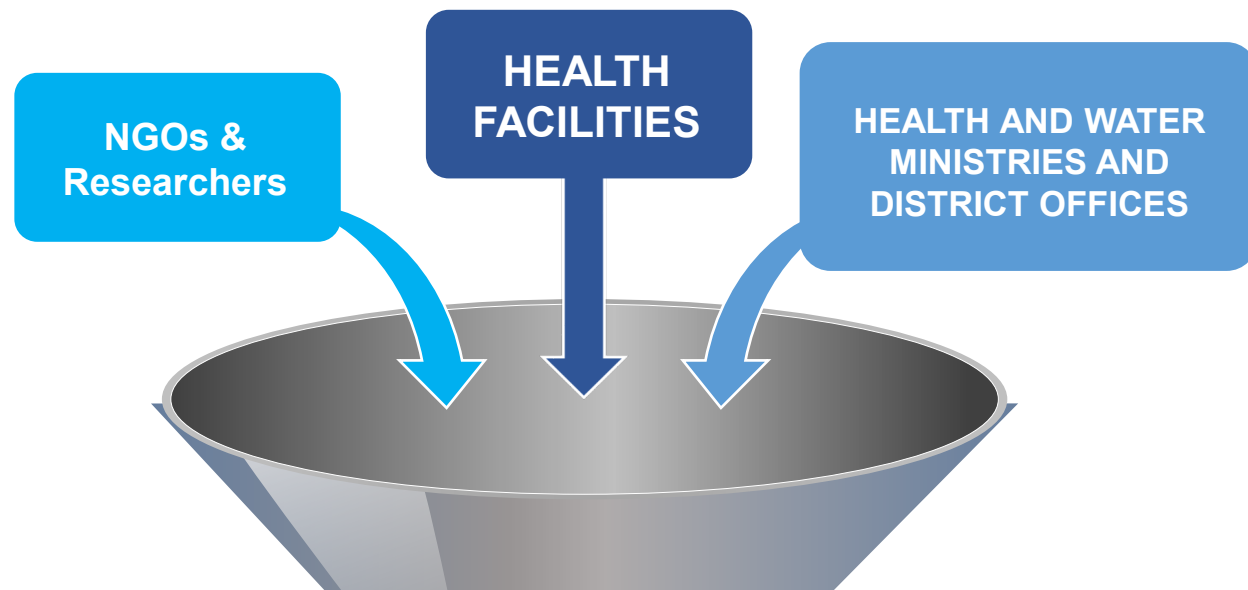 NGOs &
Researchers
HEALTH
FACILITIES
HEALTH AND WATER
MINISTRIES AND
DISTRICT OFFICES